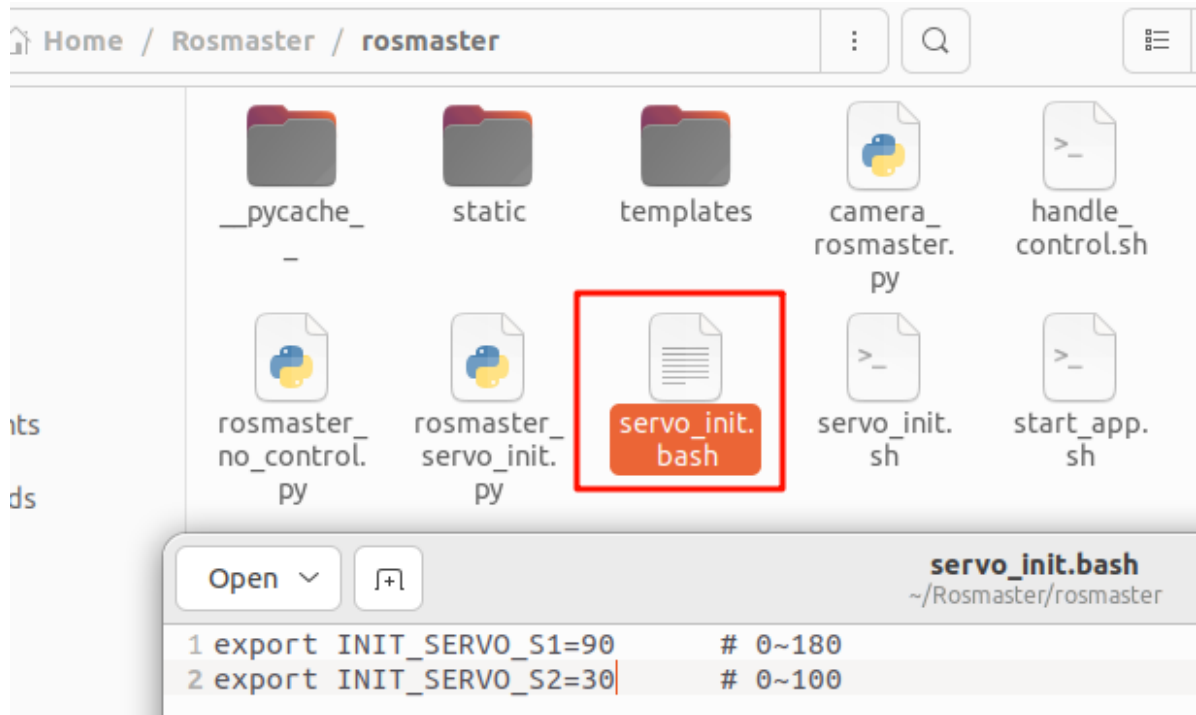 Home / Rosmaster / rosmaster
__pycache_
_
static
templates
camera_
rosmaster.
py
handle_
control.sh
rosmaster_
no_control.
py
rosmaster_
servo_init.
py
servo_init.
bash
servo_init.
sh
start_app.
sh
nts
ds
Open
servo_init.bash
~/Rosmaster/rosmaster
1 export INIT_SERVO_S1=90 # 0~180
2 export INIT_SERVO_S2=30 # 0~100